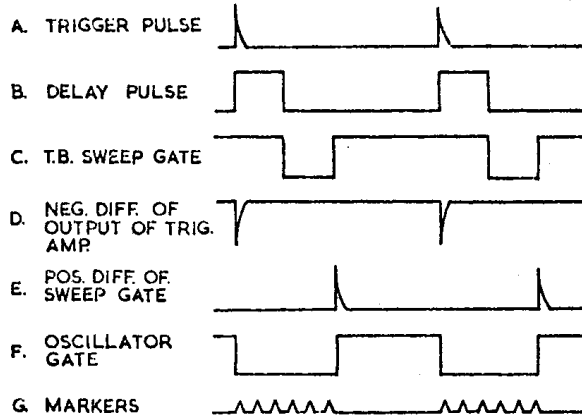 A. TRIGGER PULSE
B. DELAY PULSE
C. T.B. SWEEP GATE
D. NEG. DIFF. OF
OUTPUT OF TRIG.
AMP.
E. POS. DIFF. OF.
SWEEP GATE
F. OSCILLATOR
GATE
G. MARKERS